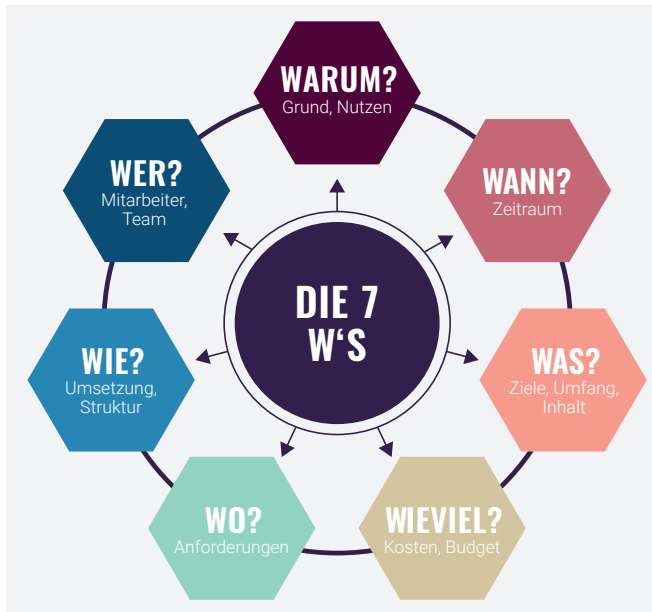 WARUM?
Grund, Nutzen
WANN?
Zeitraum
WAS?
Ziele, Umfang,
Inhalt
WIEVIEL?
Kosten, Budget
WO?
Anforderungen
WIE?
Umsetzung,
Struktur
WER?
Mitarbeiter,
Team
DIE 7
W‘S